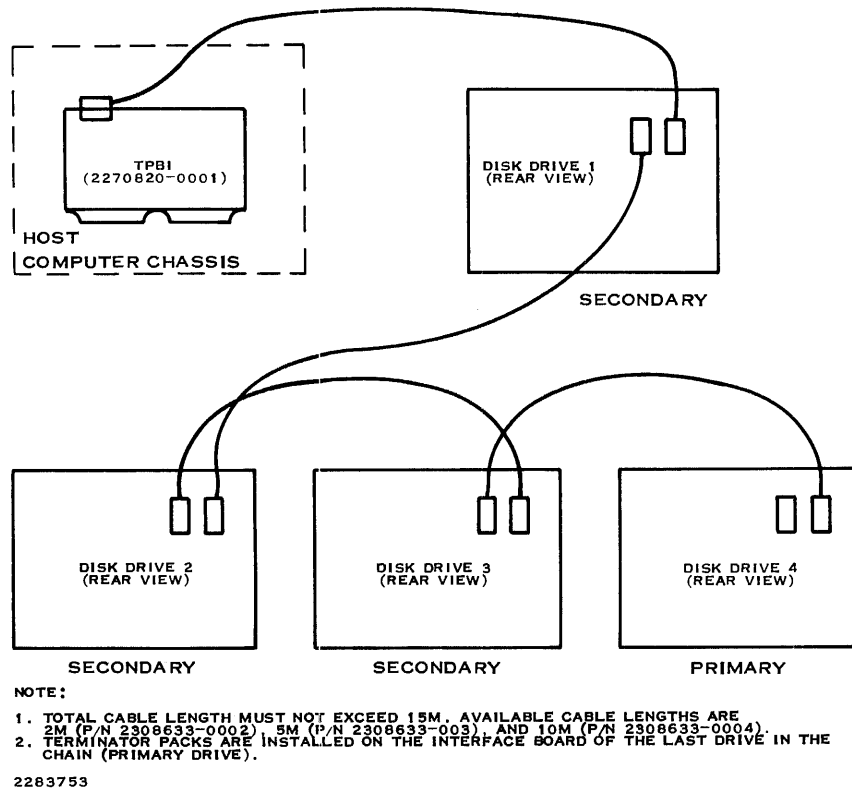 TPBI
(2270820-0001)
HOST
COMPUTER CHASSIS
DISK DRIVE 1
(REAR VIEW)
SECONDARY
DISK DRIVE 2
(REAR VIEW)
SECONDARY
DISK DRIVE 3
(REAR VIEW)
SECONDARY
DISK DRIVE 4
(REAR VIEW)
PRIMARY
NOTE:
1. TOTAL CABLE LENGTH MUST NOT EXCEED 15M. AVAILABLE CABLE LENGTHS ARE
2M (P/N 2308633-0002), 5M (P/N 2308633-003), AND 10M (P/N 2308633-0004).
2. TERMINATOR PACKS ARE INSTALLED ON THE INTERFACE BOARD OF THE LAST DRIVE IN THE
CHAIN (PRIMARY DRIVE).
2283753